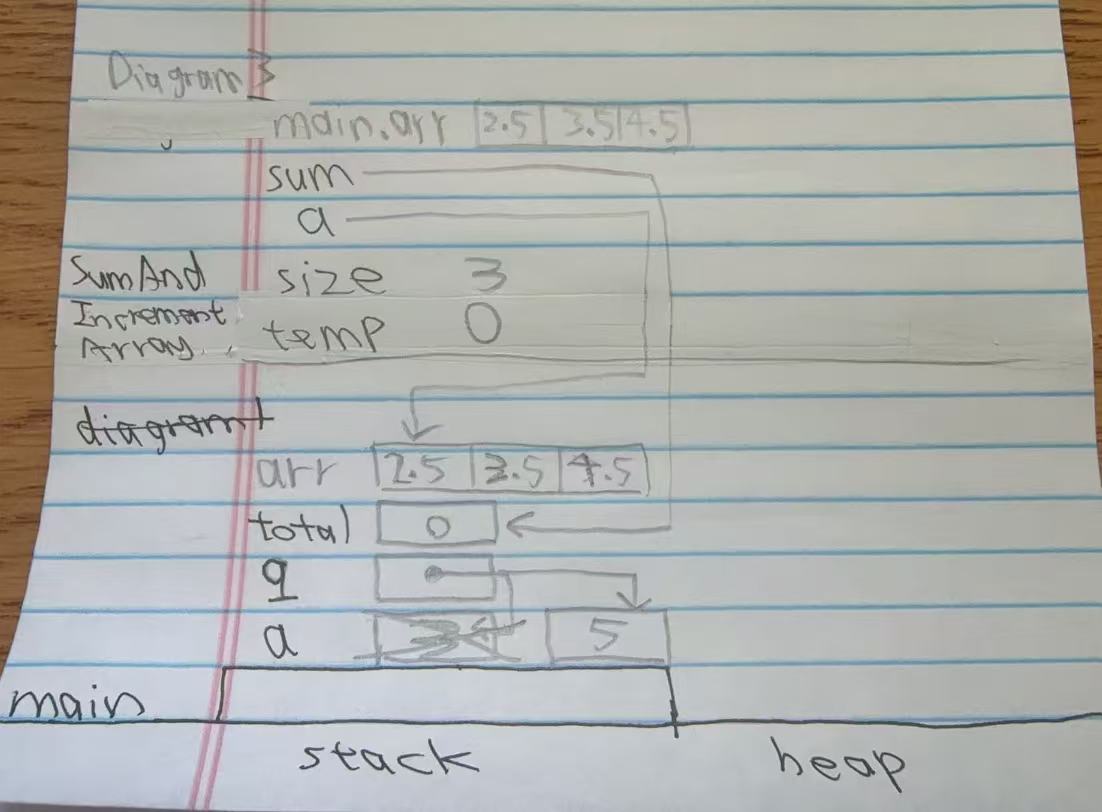 Diagram 3
main.arr 2.5 3.5 4.5
sum
a
SumAnd size 3
Increment temp 0
Array
diagram 1
arr 2.5 3.5 4.5
total 0
q
a 3 5
main
stack heap